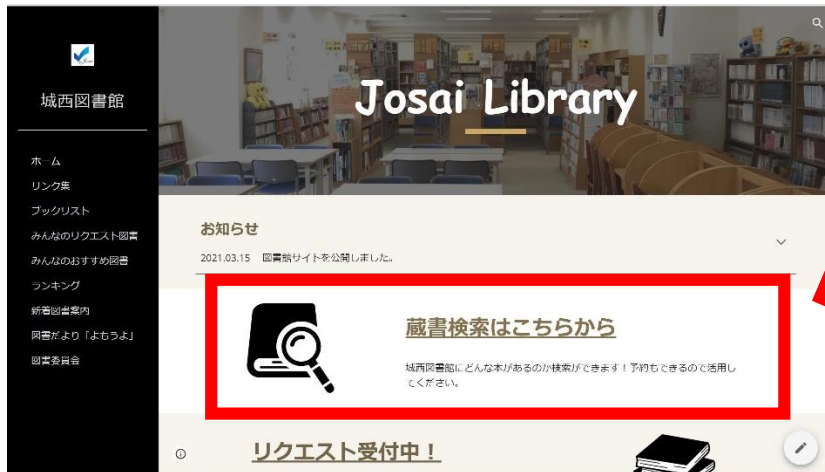 城西図書館
ホーム
リンク集
ブックリスト
みんなのリクエスト図書
みんなのおすすめ図書
ランキング
新着図書案内
図書だより「よもうよ」
図書委員会
Josai Library
お知らせ
2021.03.15 図書館サイトを公開しました。
蔵書検索はこちらから
城西図書館にどんな本があるのか検索ができます！予約もできるので活用し
てください。
リクエスト受付中！